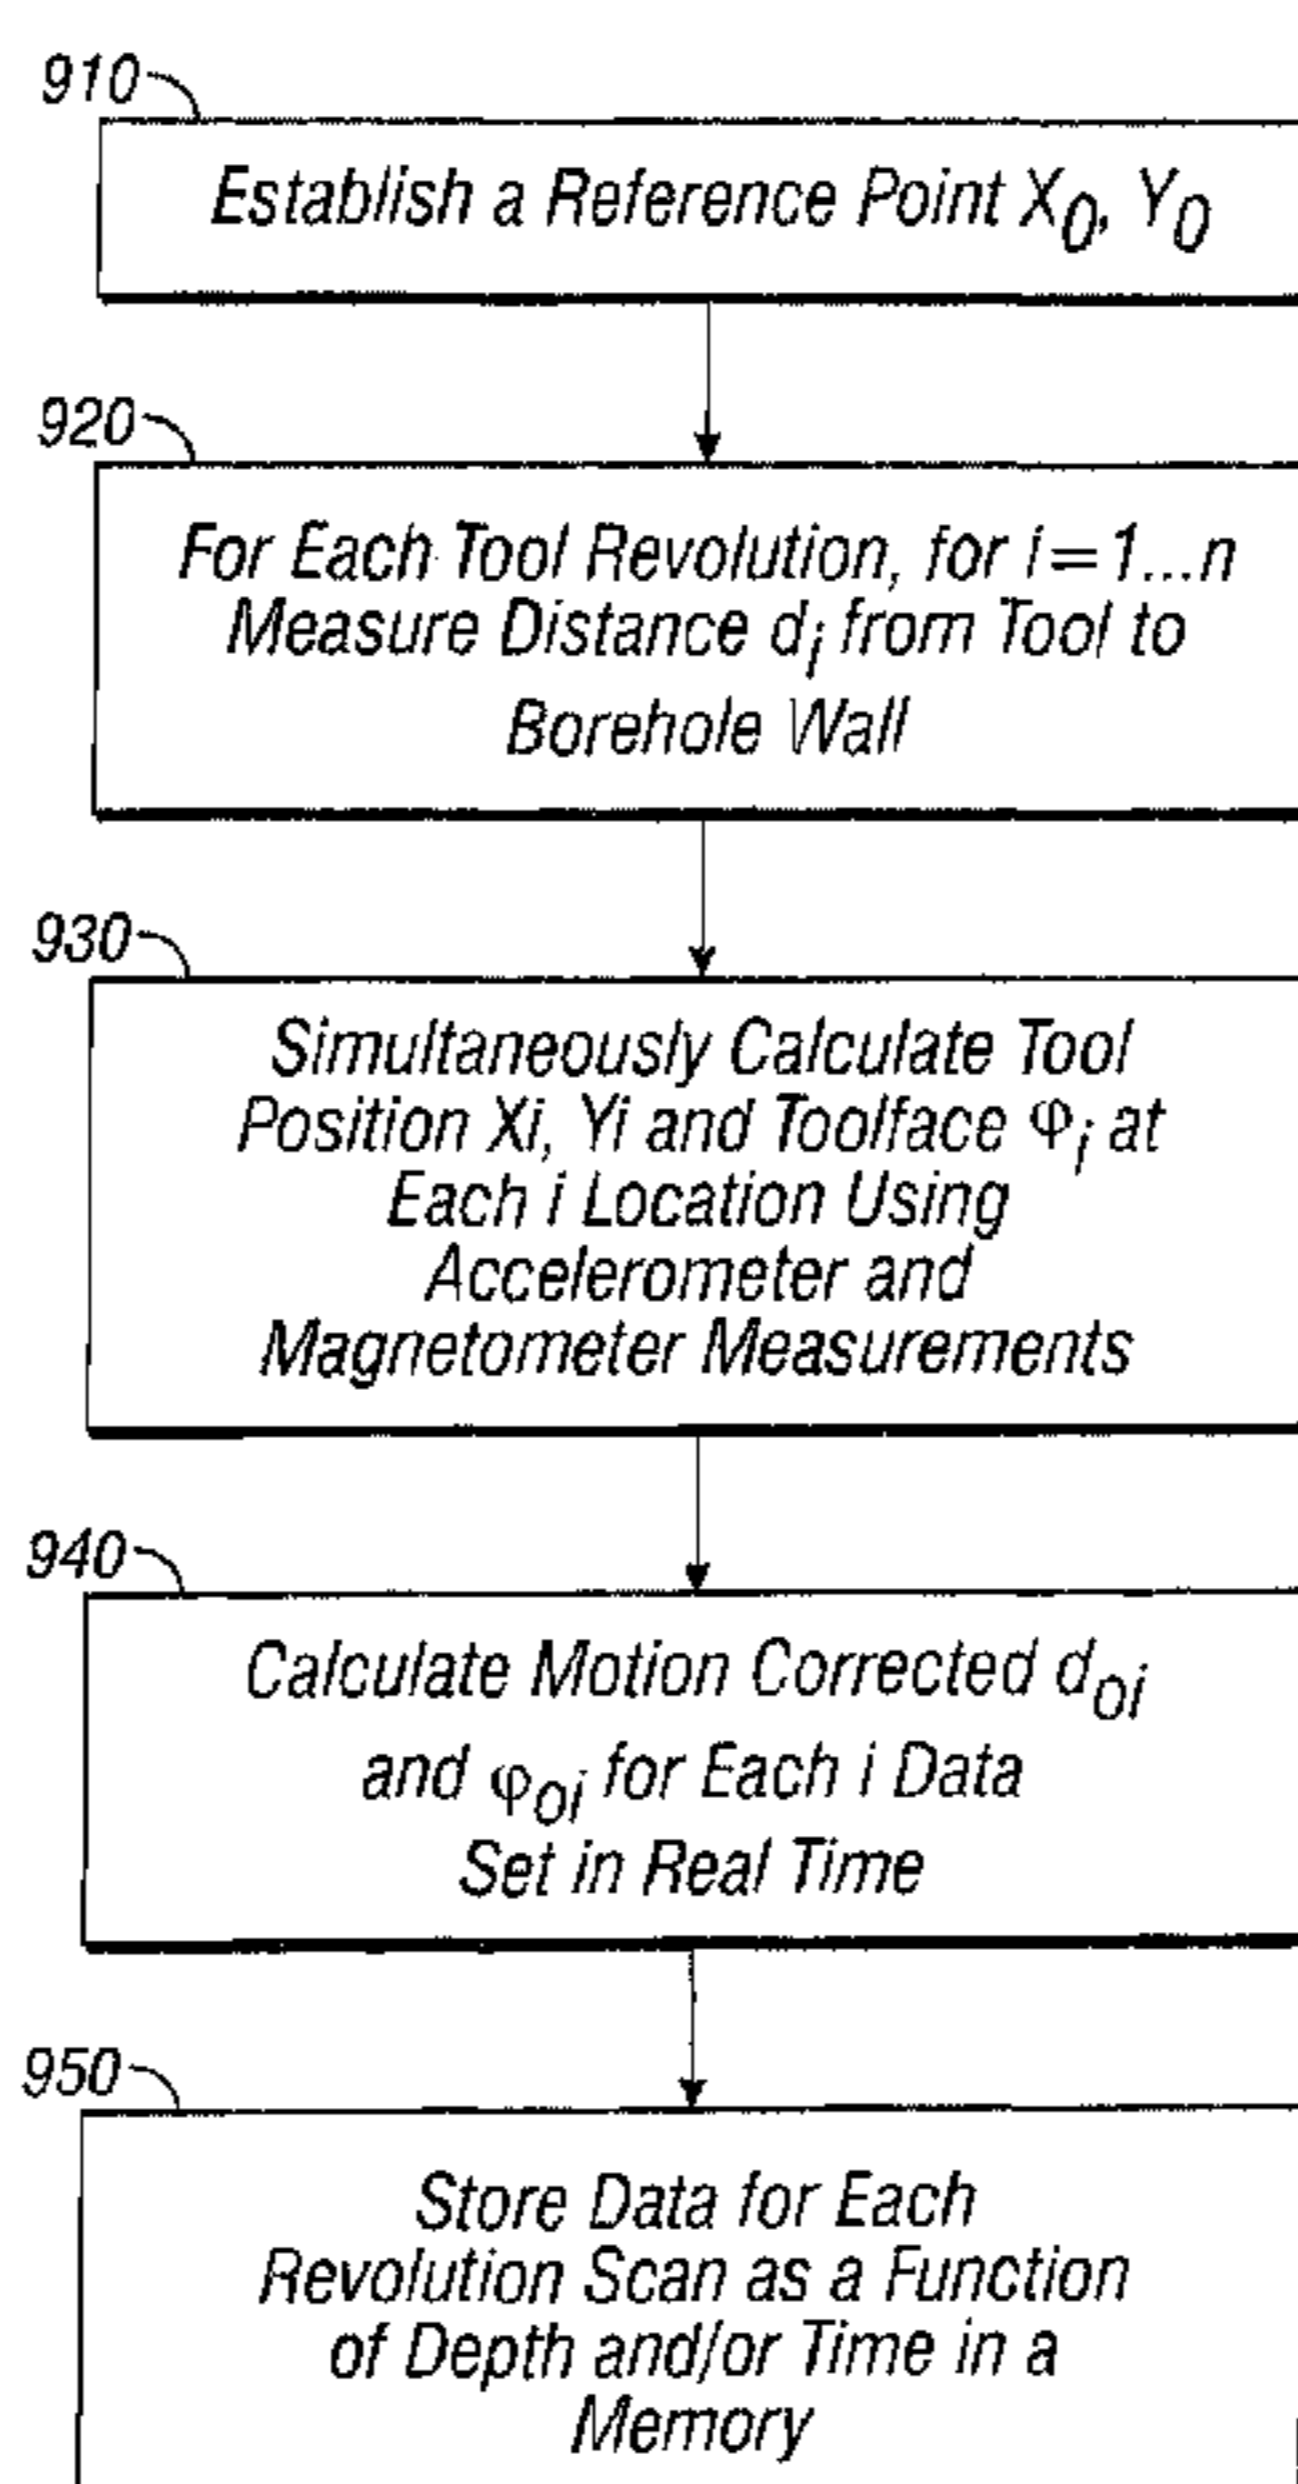 910
Establish a Reference Point X0, Y0
920
For Each Tool Revolution, for i = 1...n
Measure Distance di from Tool to
Borehole Wall
930
Simultaneously Calculate Tool
Position Xi, Yi and Toolface φi at
Each i Location Using
Accelerometer and
Magnetometer Measurements
940
Calculate Motion Corrected doi
and φoi for Each i Data
Set in Real Time
950
Store Data for Each
Revolution Scan as a Function
of Depth and/or Time in a
Memory